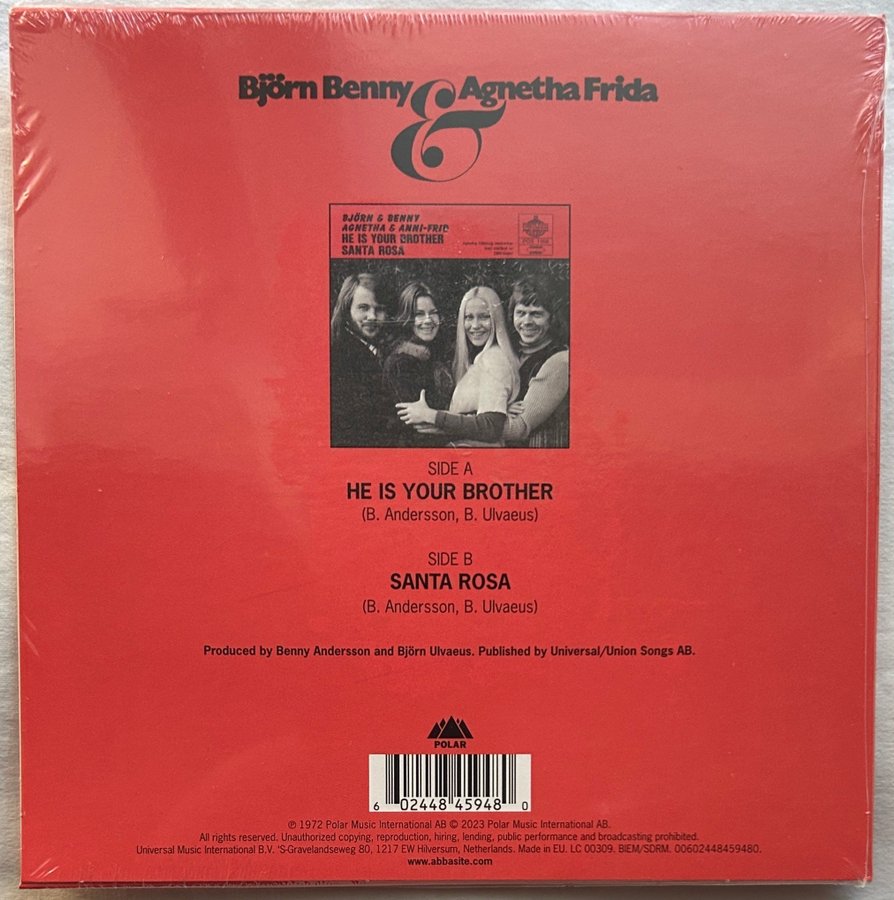 Björn Benny & Agnetha Frida
BJÖRN & BENNY
AGNETHA & ANNI-FRID
HE IS YOUR BROTHER
SANTA ROSA
SIDE A
HE IS YOUR BROTHER
(B. Andersson, B. Ulvaeus)
SIDE B
SANTA ROSA
(B. Andersson, B. Ulvaeus)
Produced by Benny Andersson and Björn Ulvaeus. Published by Universal/Union Songs AB.
POLAR
6 02448 45948 0
℗ 1972 Polar Music International AB © 2023 Polar Music International AB.
All rights reserved. Unauthorized copying, reproduction, hiring, lending, public performance and broadcasting prohibited.
Universal Music International B.V. 'S-Gravelandseweg 80, 1217 EW Hilversum, Netherlands. Made in EU. LC 00309. BIEM/SDRM. 00602448459480.
www.abbasite.com